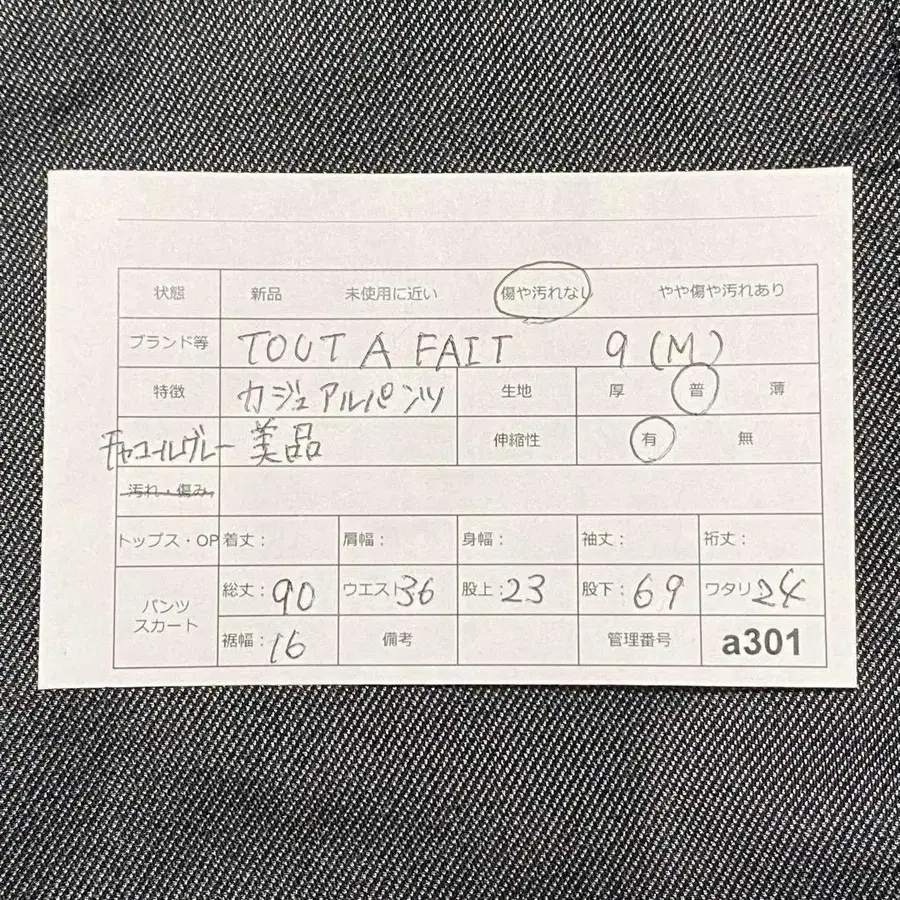 状態 新品 未使用に近い 傷や汚れなし やや傷や汚れあり
ブランド等 TOUT A FAIT 9(M)
特徴 カジュアルパンツ 生地 厚 普 薄
チャコールグレー 美品 伸縮性 有 無
汚れ・傷み
トップス・OP 着丈: 肩幅: 身幅: 袖丈: 裄丈:
パンツ スカート 総丈:90 ウエスト36 股上:23 股下:69 ワタリ24
裾幅:16 備考 管理番号 a301